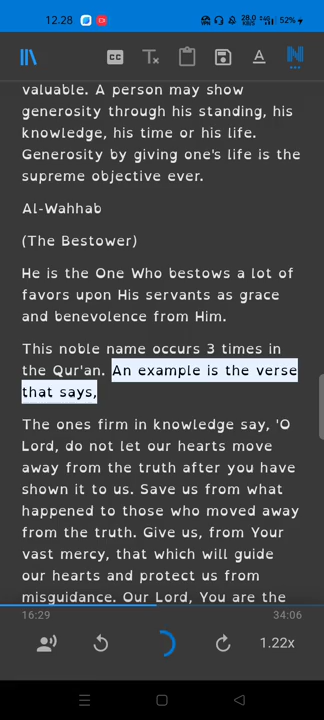 12.28
28.0
KB/S
52%
CC
T
A
N
valuable. A person may show
generosity through his standing, his
knowledge, his time or his life.
Generosity by giving one's life is the
supreme objective ever.
Al-Wahhab
(The Bestower)
He is the One Who bestows a lot of
favors upon His servants as grace
and benevolence from Him.
This noble name occurs 3 times in
the Qur'an. An example is the verse
that says,
The ones firm in knowledge say, 'O
Lord, do not let our hearts move
away from the truth after you have
shown it to us. Save us from what
happened to those who moved away
from the truth. Give us, from Your
vast mercy, that which will guide
our hearts and protect us from
misguidance. Our Lord, You are the
16:29
34:06
1.22x